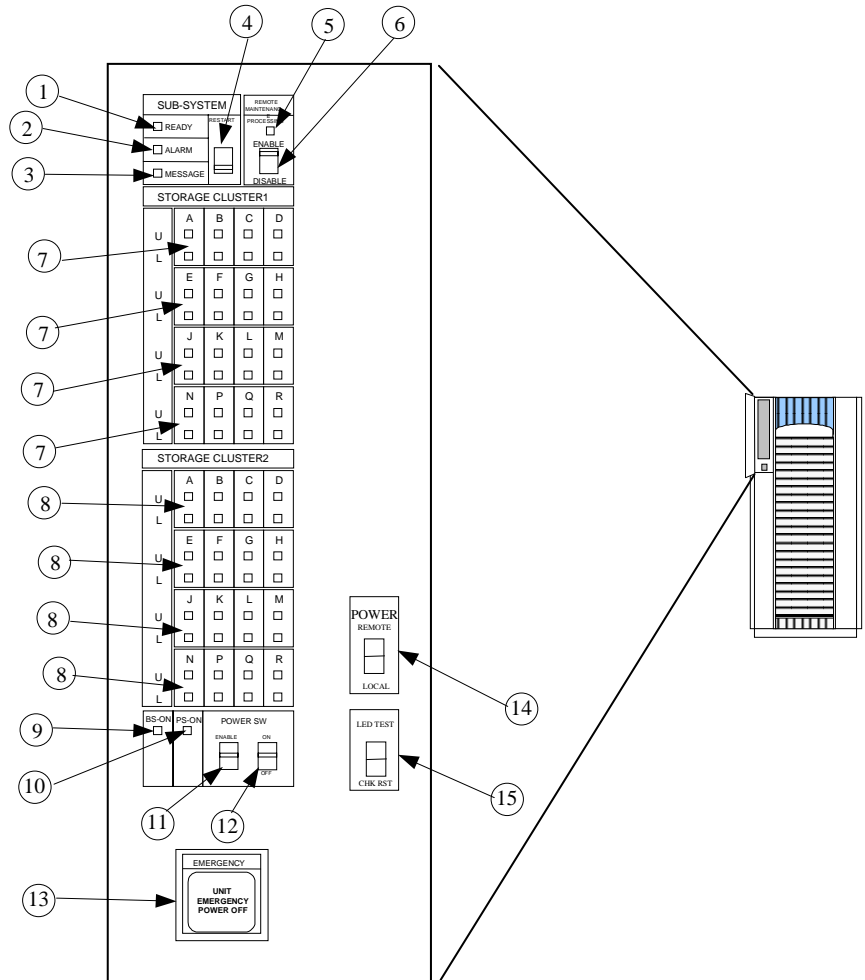 4
5
6
1
2
3
SUB-SYSTEM
READY
ALARM
MESSAGE
RESTART
REMOTE
MAINTENANC
E
PROCESSING
ENABLE
DISABLE
STORAGE CLUSTER1
A B C D
U
L
7
E F G H
U
L
7
J K L M
U
L
7
N P Q R
U
L
7
STORAGE CLUSTER2
A B C D
U
L
8
E F G H
U
L
8
J K L M
U
L
8
N P Q R
U
L
8
BS-ON PS-ON POWER SW
ENABLE ON
OFF
9
10
11
12
POWER
REMOTE
LOCAL
14
LED TEST
CHK RST
15
EMERGENCY
UNIT
EMERGENCY
POWER OFF
13